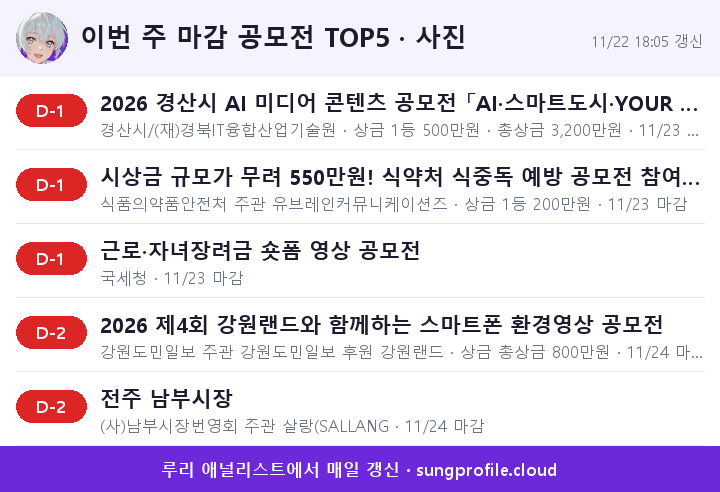 이번 주 마감 공모전 TOP5 · 사진
11/22 18:05 갱신
D-1
2026 경산시 AI 미디어 콘텐츠 공모전 「AI·스마트도시·YOUR ...
경산시/(재)경북IT융합산업기술원 · 상금 1등 500만원 · 총상금 3,200만원 · 11/23 ...
D-1
시상금 규모가 무려 550만원! 식약처 식중독 예방 공모전 참여...
식품의약품안전처 주관 유브레인커뮤니케이션즈 · 상금 1등 200만원 · 11/23 마감
D-1
근로·자녀장려금 숏폼 영상 공모전
국세청 · 11/23 마감
D-2
2026 제4회 강원랜드와 함께하는 스마트폰 환경영상 공모전
강원도민일보 주관 강원도민일보 후원 강원랜드 · 상금 총상금 800만원 · 11/24 마...
D-2
전주 남부시장
(사)남부시장번영회 주관 살랑(SALLANG · 11/24 마감
루리 애널리스트에서 매일 갱신 · sungprofile.cloud